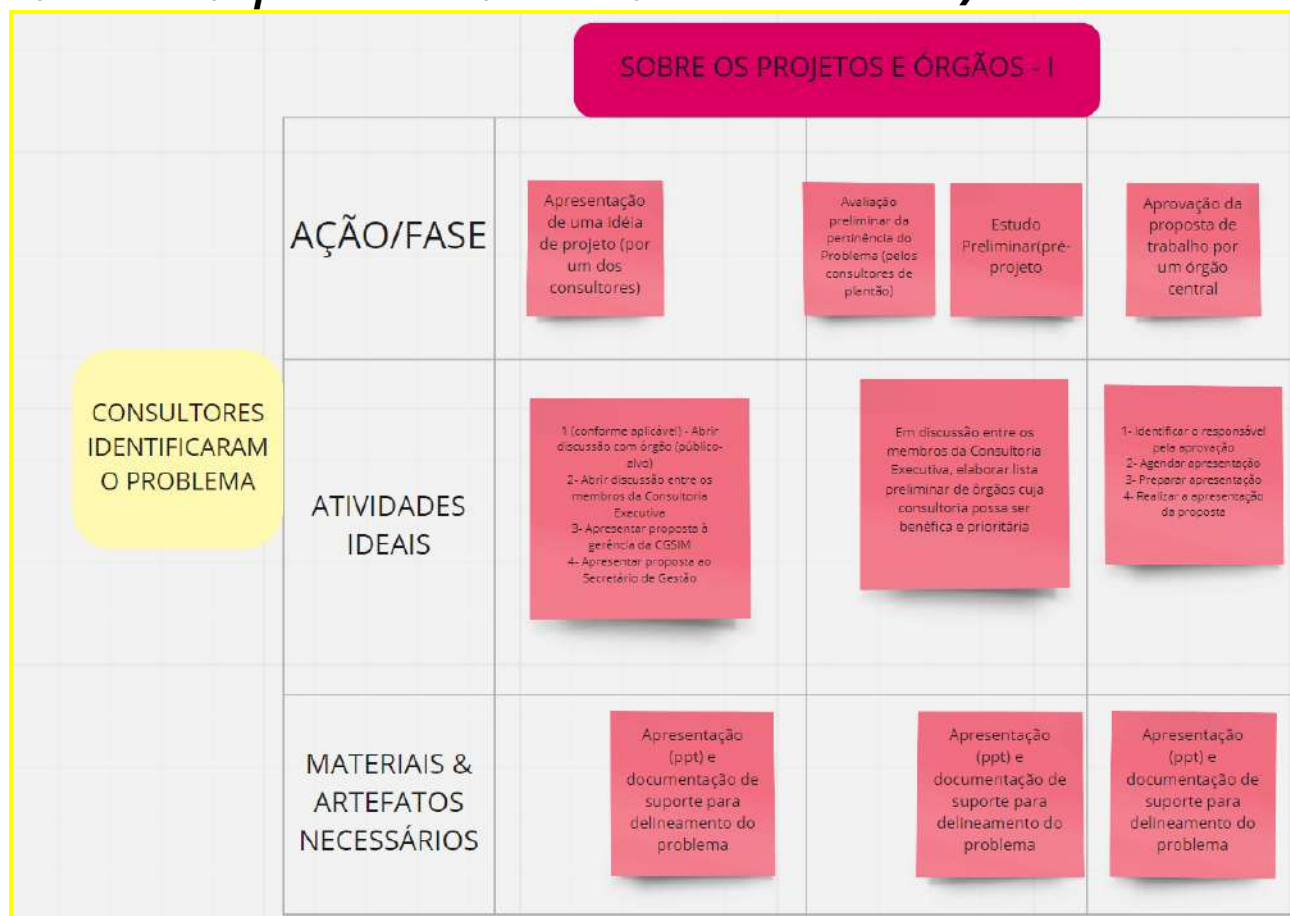 SOBRE OS PROJETOS E ÓRGÃOS - I
AÇÃO/FASE
Apresentação
de uma idéia
de projeto (por
um dos
consultores)
Avaliação
preliminar da
pertinência do
Problema (pelos
consultores de
plantão)
Estudo
Preliminar(pré-
projeto
Aprovação da
proposta de
trabalho por
um órgão
central
CONSULTORES
IDENTIFICARAM
O PROBLEMA
ATIVIDADES
IDEAIS
1 (conforme aplicável) - Abrir
discussão com órgão (público-
alvo)
2- Abrir discussão entre os
membros da Consultoria
Executiva
3- Apresentar proposta à
gerência da CGSIM
4- Apresentar proposta ao
Secretário de Gestão
Em discussão entre os
membros da Consultoria
Executiva, elaborar lista
preliminar de órgãos cuja
consultoria possa ser
benéfica e prioritária
1- Identificar o responsável
pela aprovação
2- Agendar apresentação
3- Preparar apresentação
4- Realizar a apresentação
da proposta
MATERIAIS &
ARTEFATOS
NECESSÁRIOS
Apresentação
(ppt) e
documentação de
suporte para
delineamento do
problema
Apresentação
(ppt) e
documentação de
suporte para
delineamento do
problema
Apresentação
(ppt) e
documentação de
suporte para
delineamento do
problema